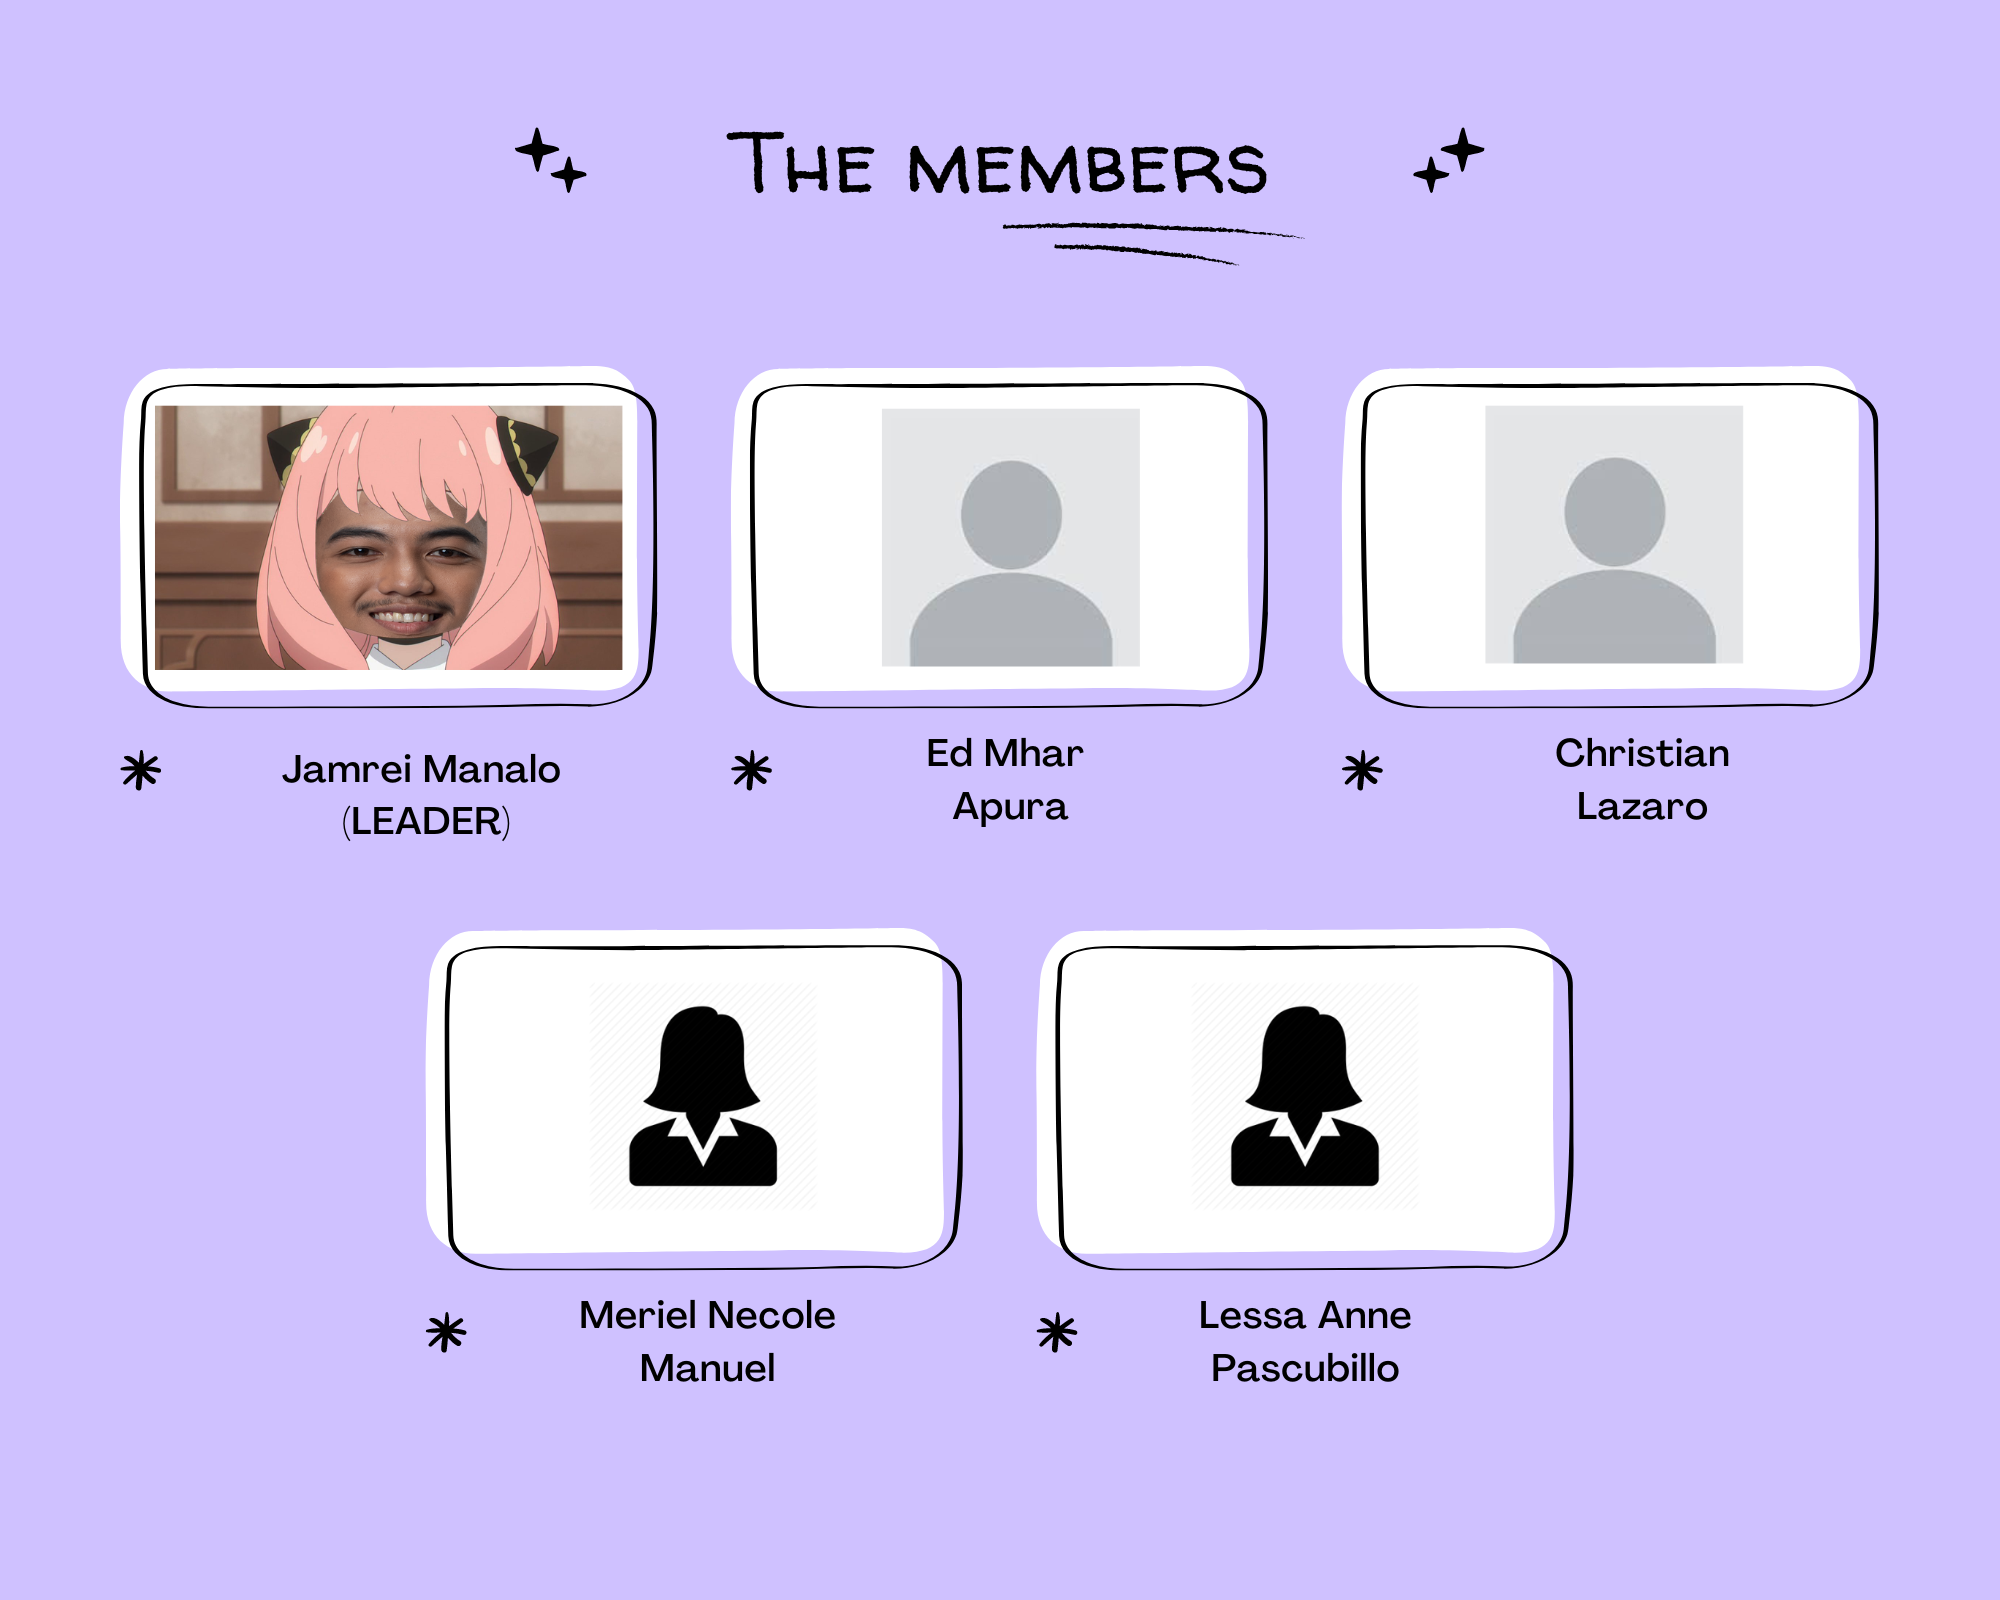 THE MEMBERS
Jamrei Manalo
(LEADER)
Ed Mhar
Apura
Christian
Lazaro
Meriel Necole
Manuel
Lessa Anne
Pascubillo